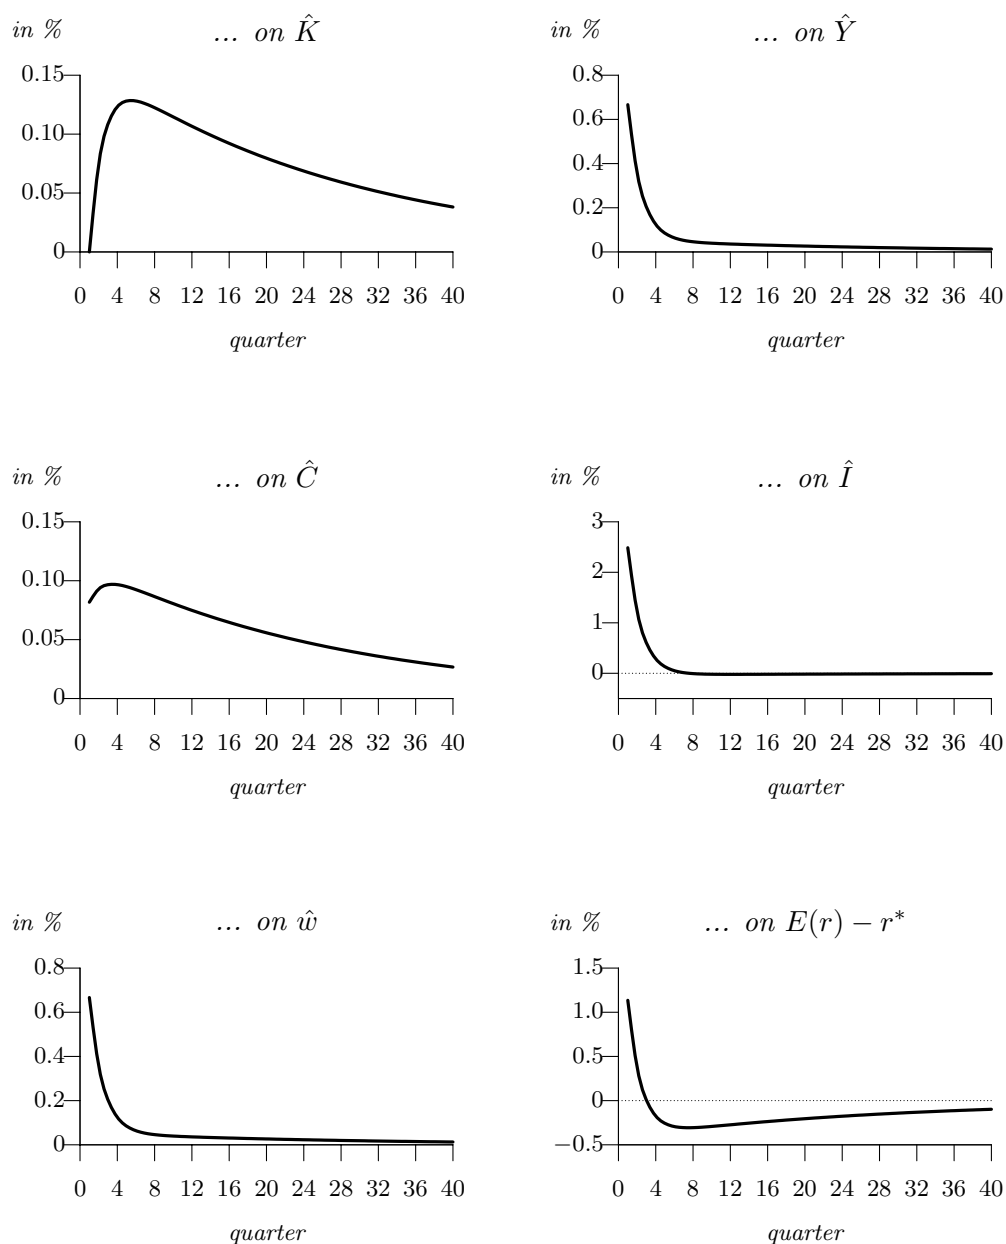 in % ... on K̂
0.15
0.10
0.05
0
0 4 8 12 16 20 24 28 32 36 40
quarter
in % ... on Ŷ
0.8
0.6
0.4
0.2
0
0 4 8 12 16 20 24 28 32 36 40
quarter
in % ... on Ĉ
0.15
0.10
0.05
0
0 4 8 12 16 20 24 28 32 36 40
quarter
in % ... on Î
3
2
1
0
0 4 8 12 16 20 24 28 32 36 40
quarter
in % ... on ŵ
0.8
0.6
0.4
0.2
0
0 4 8 12 16 20 24 28 32 36 40
quarter
in % ... on E(r) − r*
1.5
1.0
0.5
0
−0.5
0 4 8 12 16 20 24 28 32 36 40
quarter